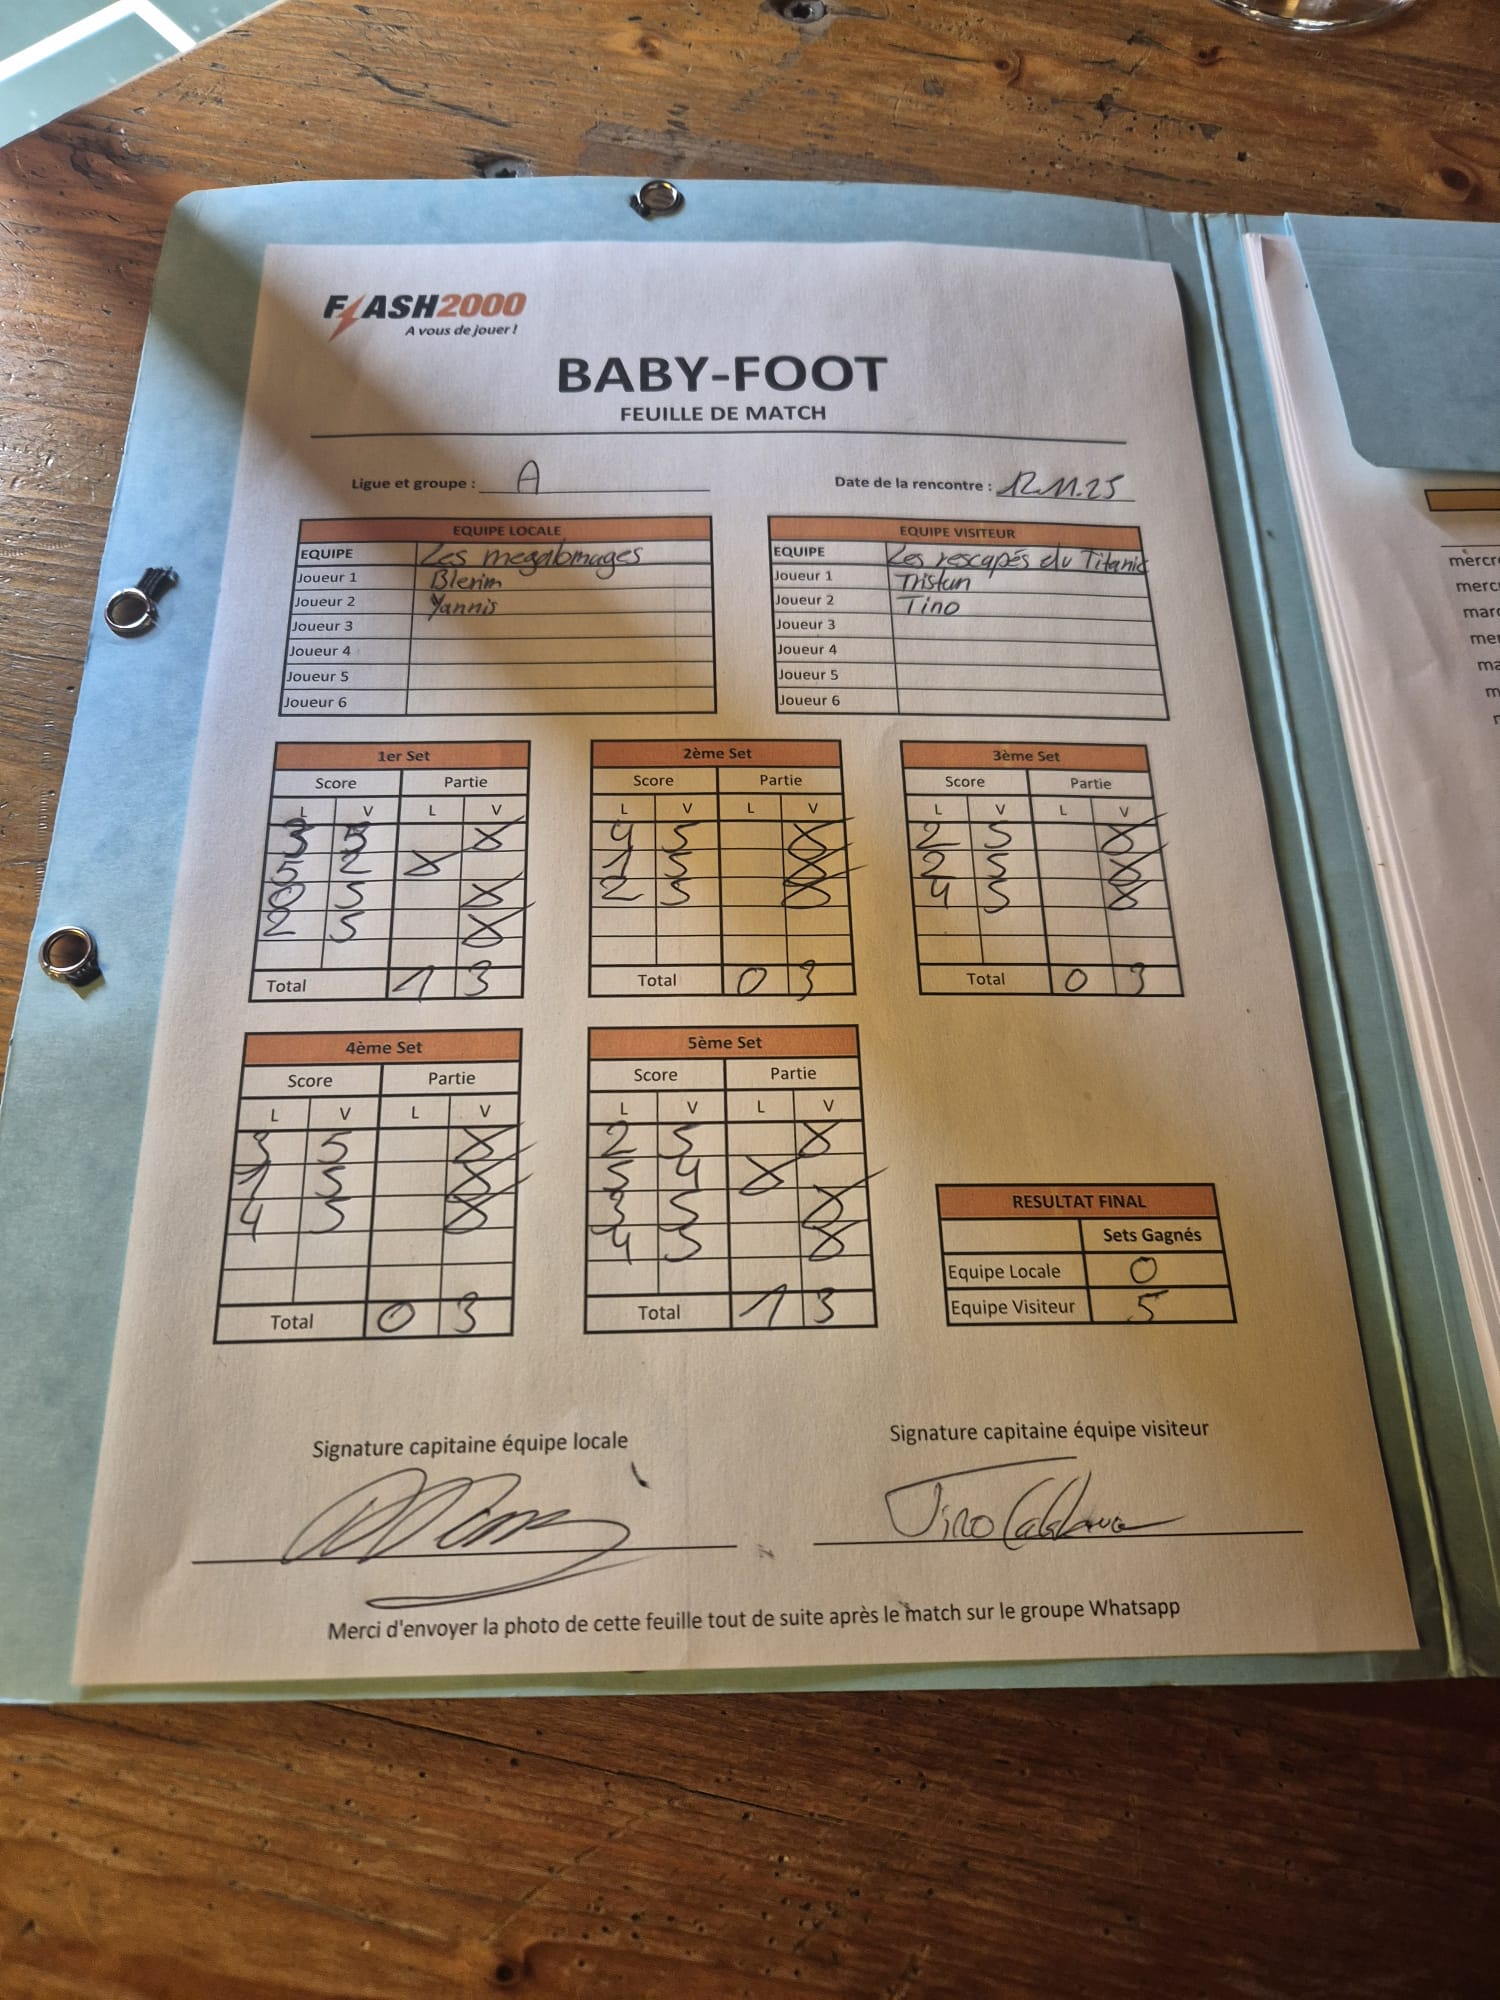 FLASH2000
A vous de jouer !
BABY-FOOT
FEUILLE DE MATCH
Ligue et groupe : A
Date de la rencontre : 12.11.25
EQUIPE LOCALE
EQUIPE Les megalomages
Joueur 1 Blerim
Joueur 2 Yannis
Joueur 3
Joueur 4
Joueur 5
Joueur 6
EQUIPE VISITEUR
EQUIPE Les rescapés du Titanic
Joueur 1 Tristan
Joueur 2 Tino
Joueur 3
Joueur 4
Joueur 5
Joueur 6
1er Set
Score Partie
L V L V
3 5 X
5 2 X
0 5 X
2 5 X
Total 1 3
2ème Set
Score Partie
L V L V
4 5 X
1 5 X
2 5 X
Total 0 3
3ème Set
Score Partie
L V L V
2 5 X
2 5 X
4 5 X
Total 0 3
4ème Set
Score Partie
L V L V
3 5 X
1 5 X
4 5 X
Total 0 3
5ème Set
Score Partie
L V L V
2 5 X
5 4 X
3 5 X
4 5 X
Total 1 3
RESULTAT FINAL
Sets Gagnés
Equipe Locale 0
Equipe Visiteur 5
Signature capitaine équipe locale
Signature capitaine équipe visiteur
Tino
Merci d'envoyer la photo de cette feuille tout de suite après le match sur le groupe Whatsapp